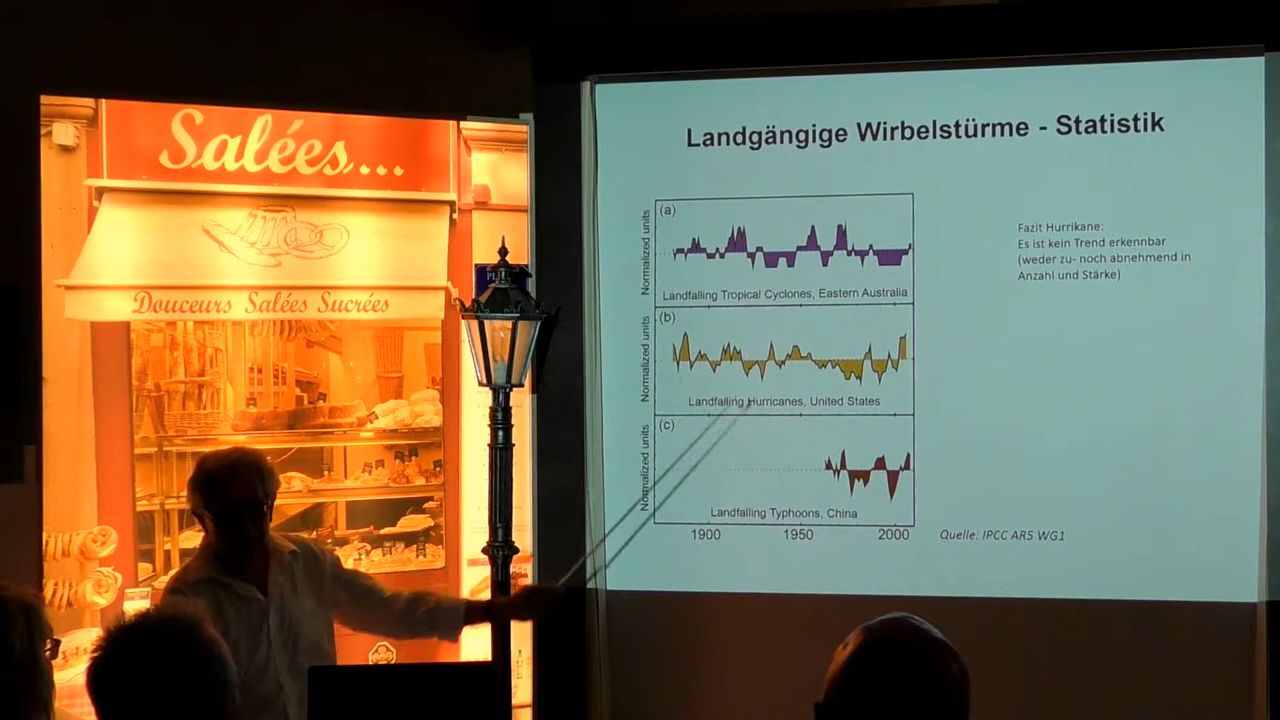 Salées...
Douceurs Salées Sucrées
Landgängige Wirbelstürme - Statistik
(a)
Normalized units
Landfalling Tropical Cyclones, Eastern Australia
(b)
Normalized units
Landfalling Hurricanes, United States
(c)
Normalized units
Landfalling Typhoons, China
1900 1950 2000
Fazit Hurrikane:
Es ist kein Trend erkennbar
(weder zu- noch abnehmend in
Anzahl und Stärke)
Quelle: IPCC AR5 WG1